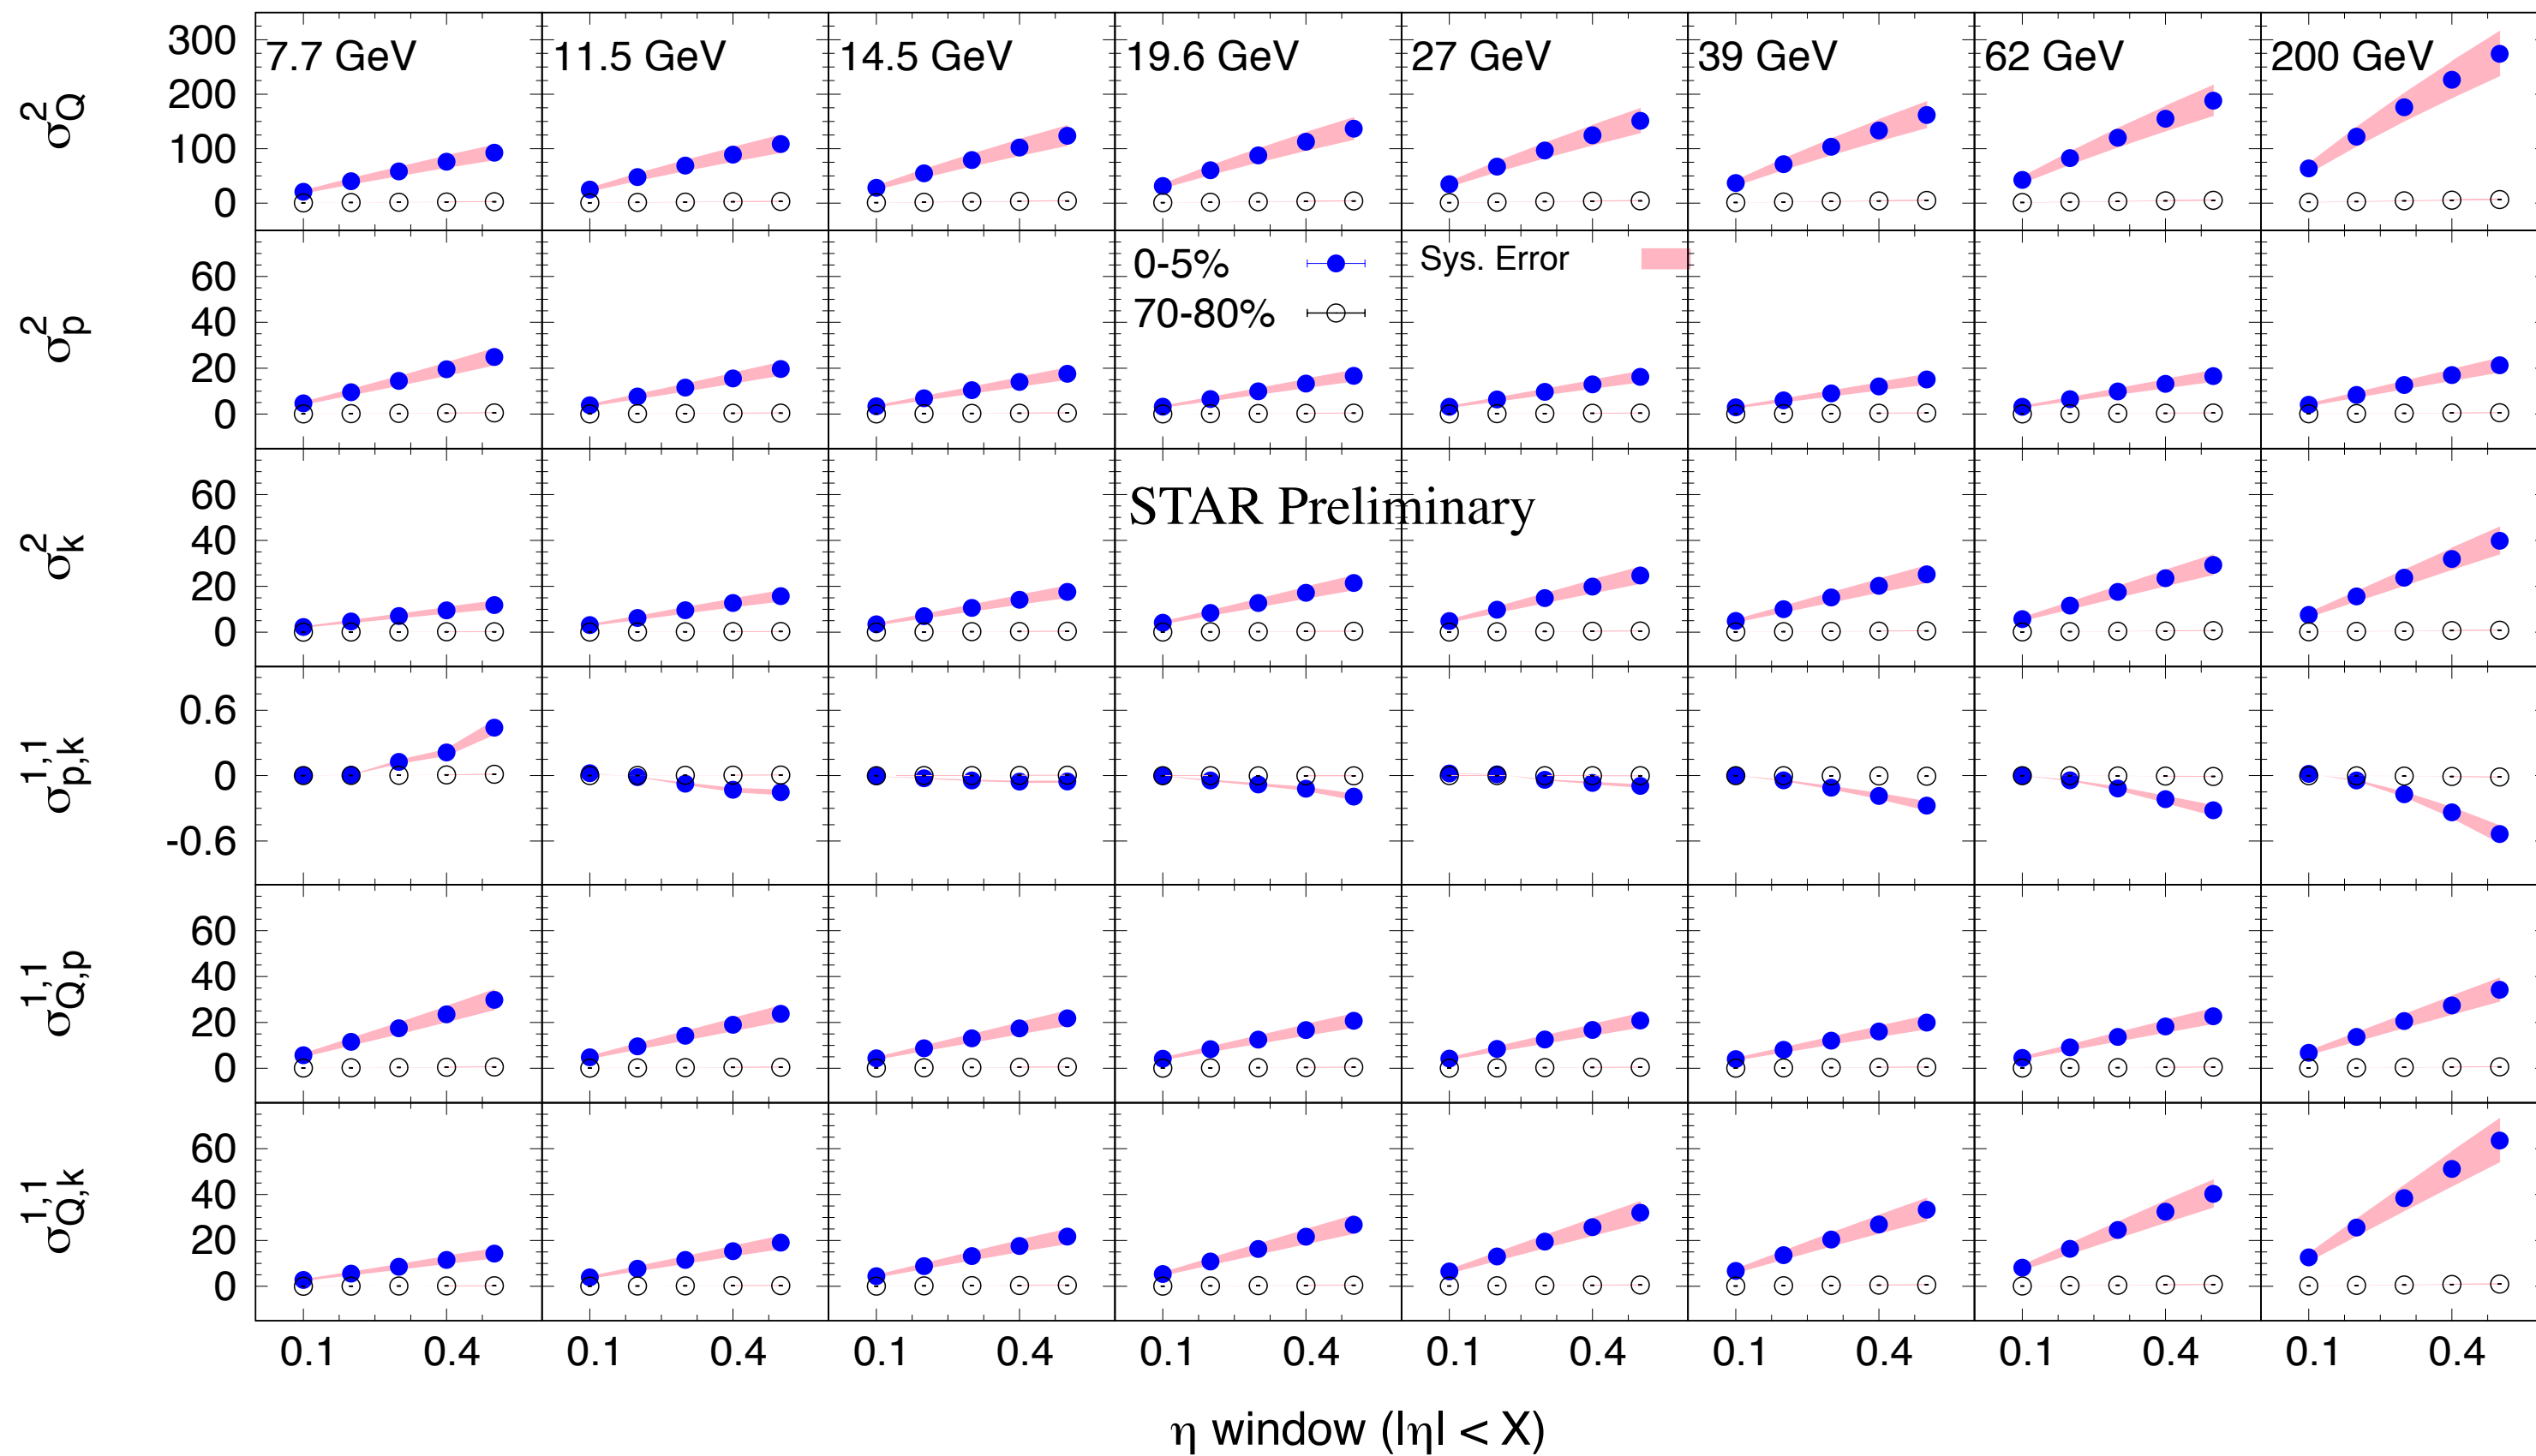 7.7 GeV 11.5 GeV 14.5 GeV 19.6 GeV 27 GeV 39 GeV 62 GeV 200 GeV
σ²Q
300
200
100
0
0-5%
70-80%
Sys. Error
σ²p
60
40
20
0
STAR Preliminary
σ²k
60
40
20
0
σ¹,¹p,k
0.6
0
-0.6
σ¹,¹Q,p
60
40
20
0
σ¹,¹Q,k
60
40
20
0
0.1 0.4 0.1 0.4 0.1 0.4 0.1 0.4 0.1 0.4 0.1 0.4 0.1 0.4 0.1 0.4
η window (|η| < X)